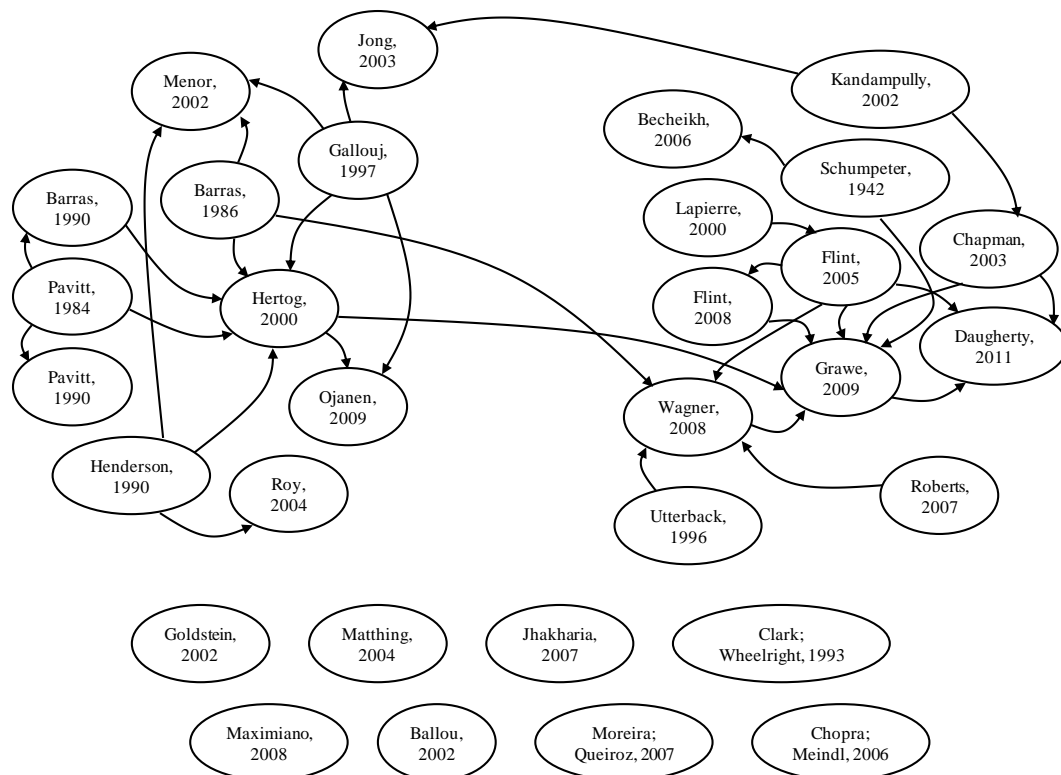 Jong,
2003
Menor,
2002
Kandampully,
2002
Becheikh,
2006
Gallouj,
1997
Schumpeter,
1942
Barras,
1990
Barras,
1986
Lapierre,
2000
Chapman,
2003
Flint,
2005
Pavitt,
1984
Hertog,
2000
Flint,
2008
Daugherty,
2011
Pavitt,
1990
Grawe,
2009
Ojanen,
2009
Wagner,
2008
Henderson,
1990
Roy,
2004
Roberts,
2007
Utterback,
1996
Goldstein,
2002
Matthing,
2004
Jhakharia,
2007
Clark;
Wheelright, 1993
Maximiano,
2008
Ballou,
2002
Moreira;
Queiroz, 2007
Chopra;
Meindl, 2006